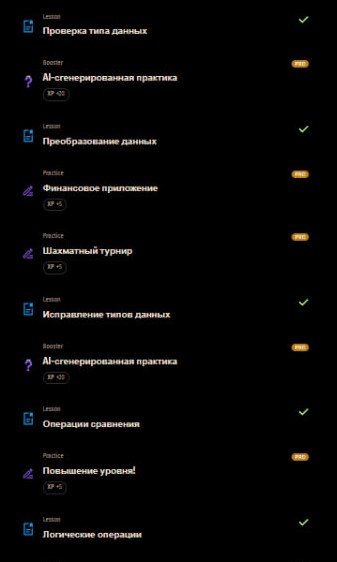 Lesson
Проверка типа данных
Booster
PRO
AI-сгенерированная практика
XP +20
Lesson
Преобразование данных
Practice
PRO
Финансовое приложение
XP +5
Practice
PRO
Шахматный турнир
XP +5
Lesson
Исправление типов данных
Booster
PRO
AI-сгенерированная практика
XP +20
Lesson
Операции сравнения
Practice
PRO
Повышение уровня!
XP +5
Lesson
Логические операции